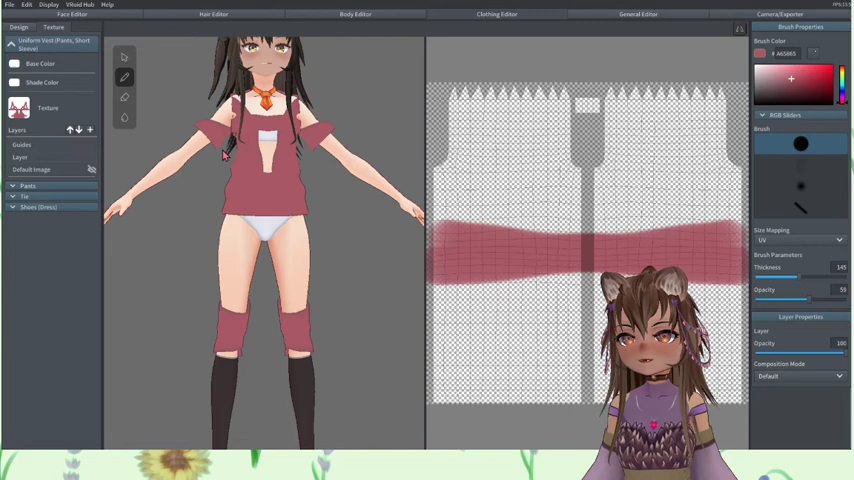 File Edit Display VRoid Hub Help
Face Editor Hair Editor Body Editor Clothing Editor General Editor Camera/Exporter
Design Texture
Uniform Vest (Pants, Short Sleeve)
Base Color
Shade Color
Texture
Layers
Guides
Layer
Default Image
Pants
Tie
Shoes (Dress)
Brush Properties
Brush Color
# A65865
RGB Sliders
Brush
Size Mapping
UV
Brush Parameters
Thickness 145
Opacity 59
Layer Properties
Layer
Opacity 100
Composition Mode
Default